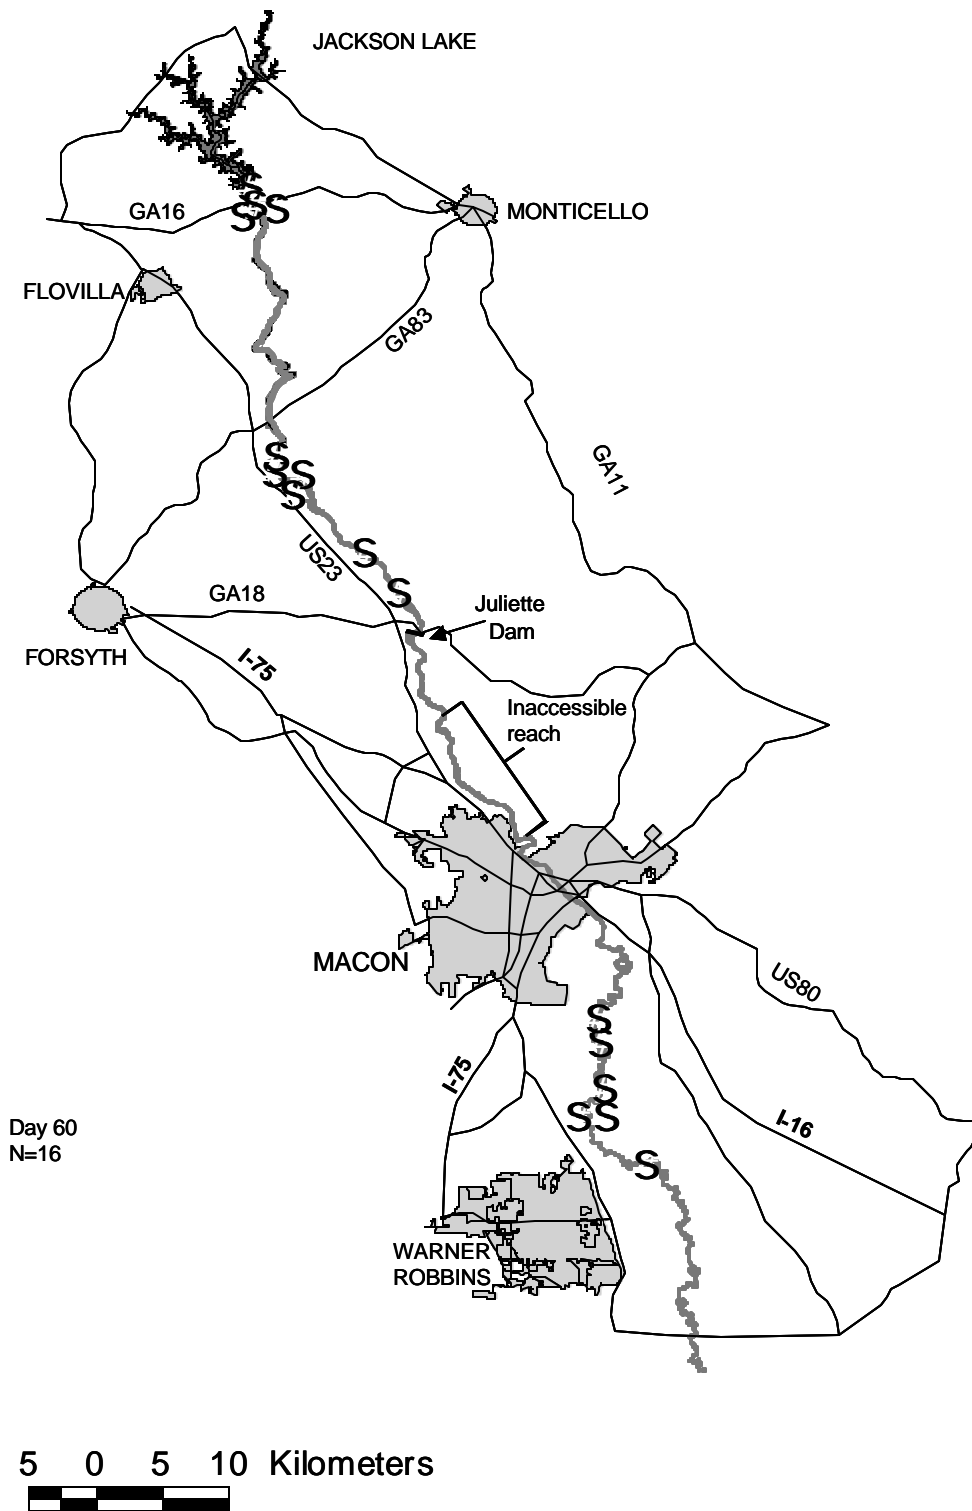 JACKSON LAKE
GA16
MONTICELLO
FLOVILLA
GA83
GA11
S
S
S
S
S
S
S
S
US23
S
S
GA18
Juliette
Dam
FORSYTH
I-75
Inaccessible
reach
MACON
US80
S
S
I-75
S
S
S
I-16
Day 60
N=16
S
WARNER
ROBBINS
5 0 5 10 Kilometers